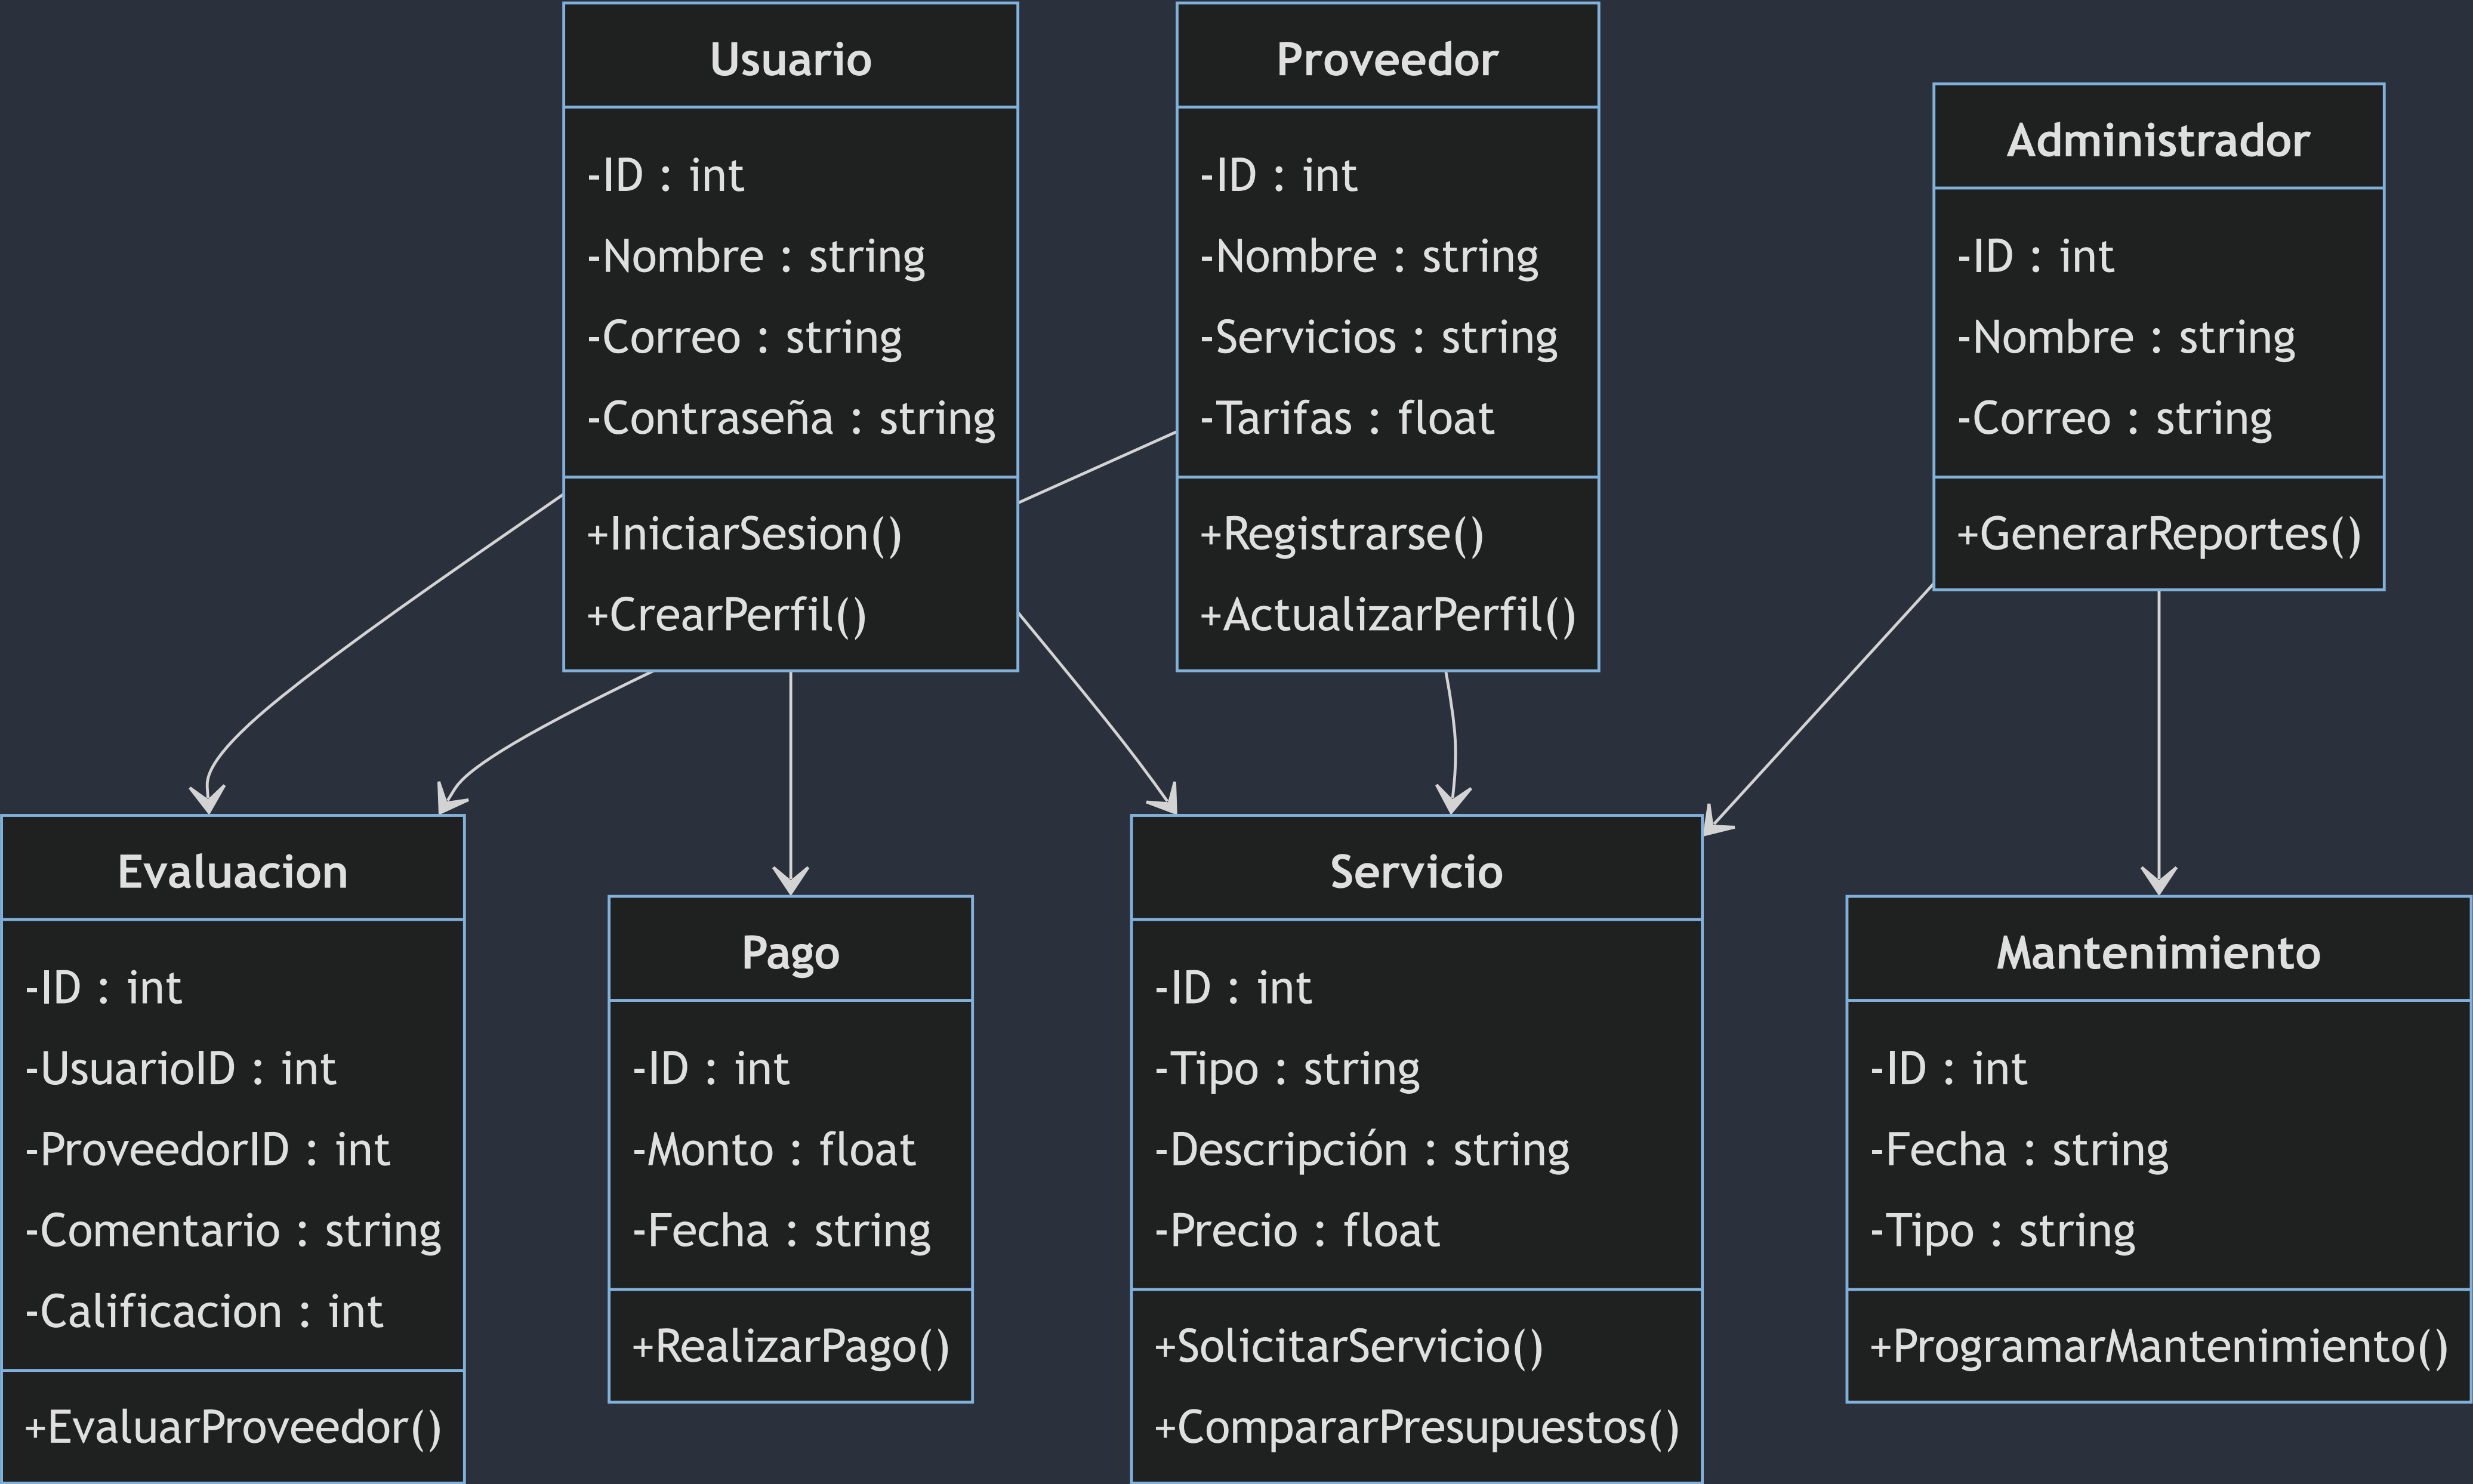 Usuario
-ID : int
-Nombre : string
-Correo : string
-Contraseña : string
+IniciarSesion()
+CrearPerfil()
Proveedor
-ID : int
-Nombre : string
-Servicios : string
-Tarifas : float
+Registrarse()
+ActualizarPerfil()
Administrador
-ID : int
-Nombre : string
-Correo : string
+GenerarReportes()
Evaluacion
-ID : int
-UsuarioID : int
-ProveedorID : int
-Comentario : string
-Calificacion : int
+EvaluarProveedor()
Pago
-ID : int
-Monto : float
-Fecha : string
+RealizarPago()
Servicio
-ID : int
-Tipo : string
-Descripción : string
-Precio : float
+SolicitarServicio()
+CompararPresupuestos()
Mantenimiento
-ID : int
-Fecha : string
-Tipo : string
+ProgramarMantenimiento()